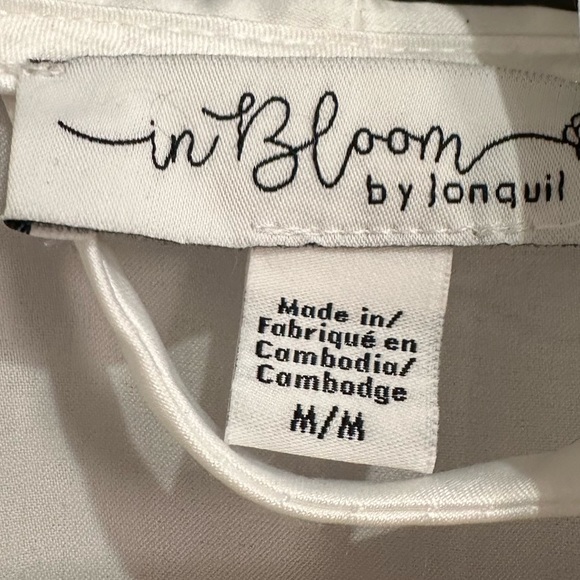 in Bloom
by Jonquil
Made in/
Fabriqué en
Cambodia/
Cambodge
M/M